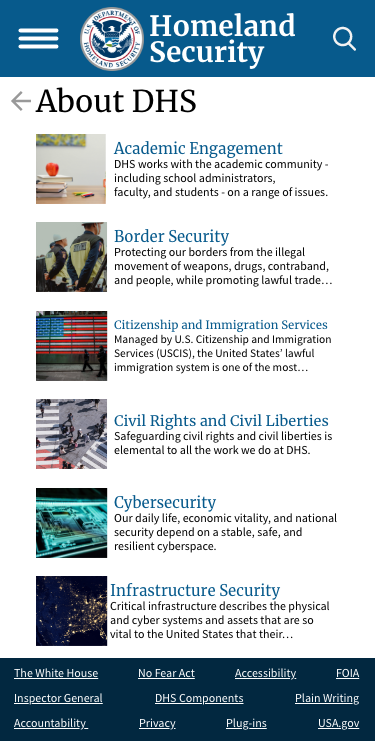 U.S. DEPARTMENT OF HOMELAND SECURITY
Homeland
Security
About DHS
Academic Engagement
DHS works with the academic community -
including school administrators,
faculty, and students - on a range of issues.
Border Security
Protecting our borders from the illegal
movement of weapons, drugs, contraband,
and people, while promoting lawful trade…
Citizenship and Immigration Services
Managed by U.S. Citizenship and Immigration
Services (USCIS), the United States’ lawful
immigration system is one of the most…
Civil Rights and Civil Liberties
Safeguarding civil rights and civil liberties is
elemental to all the work we do at DHS.
Cybersecurity
Our daily life, economic vitality, and national
security depend on a stable, safe, and
resilient cyberspace.
Infrastructure Security
Critical infrastructure describes the physical
and cyber systems and assets that are so
vital to the United States that their…
The White House No Fear Act Accessibility FOIA
Inspector General DHS Components Plain Writing
Accountability Privacy Plug-ins USA.gov